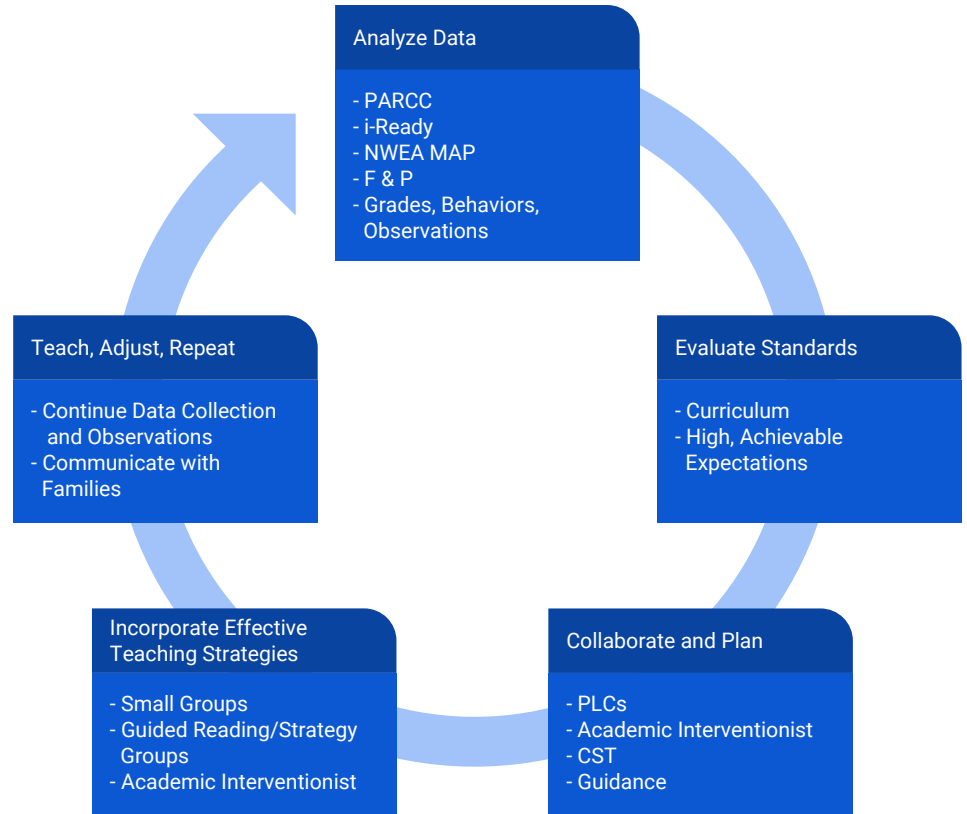 Analyze Data
- PARCC
- i-Ready
- NWEA MAP
- F & P
- Grades, Behaviors,
Observations
Evaluate Standards
- Curriculum
- High, Achievable
Expectations
Collaborate and Plan
- PLCs
- Academic Interventionist
- CST
- Guidance
Incorporate Effective
Teaching Strategies
- Small Groups
- Guided Reading/Strategy
Groups
- Academic Interventionist
Teach, Adjust, Repeat
- Continue Data Collection
and Observations
- Communicate with
Families